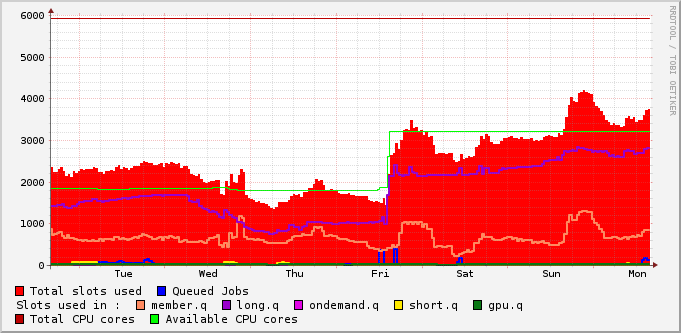 6000
5000
4000
3000
2000
1000
0
Tue Wed Thu Fri Sat Sun Mon
Total slots used Queued Jobs
Slots used in : member.q long.q ondemand.q short.q gpu.q
Total CPU cores Available CPU cores
RRDTOOL / TOBI OETIKER